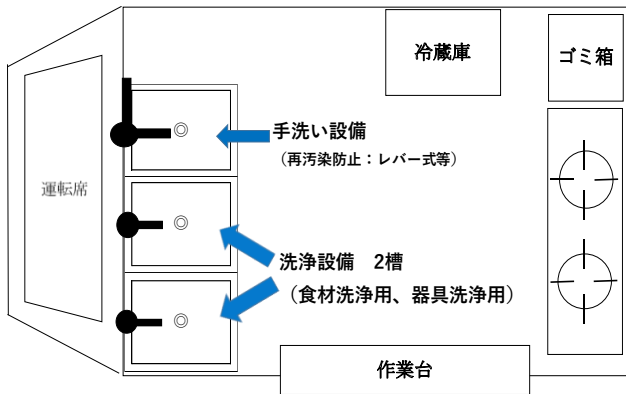 冷蔵庫
ゴミ箱
手洗い設備
（再汚染防止：レバー式等）
運転席
洗浄設備　2槽
（食材洗浄用、器具洗浄用）
作業台